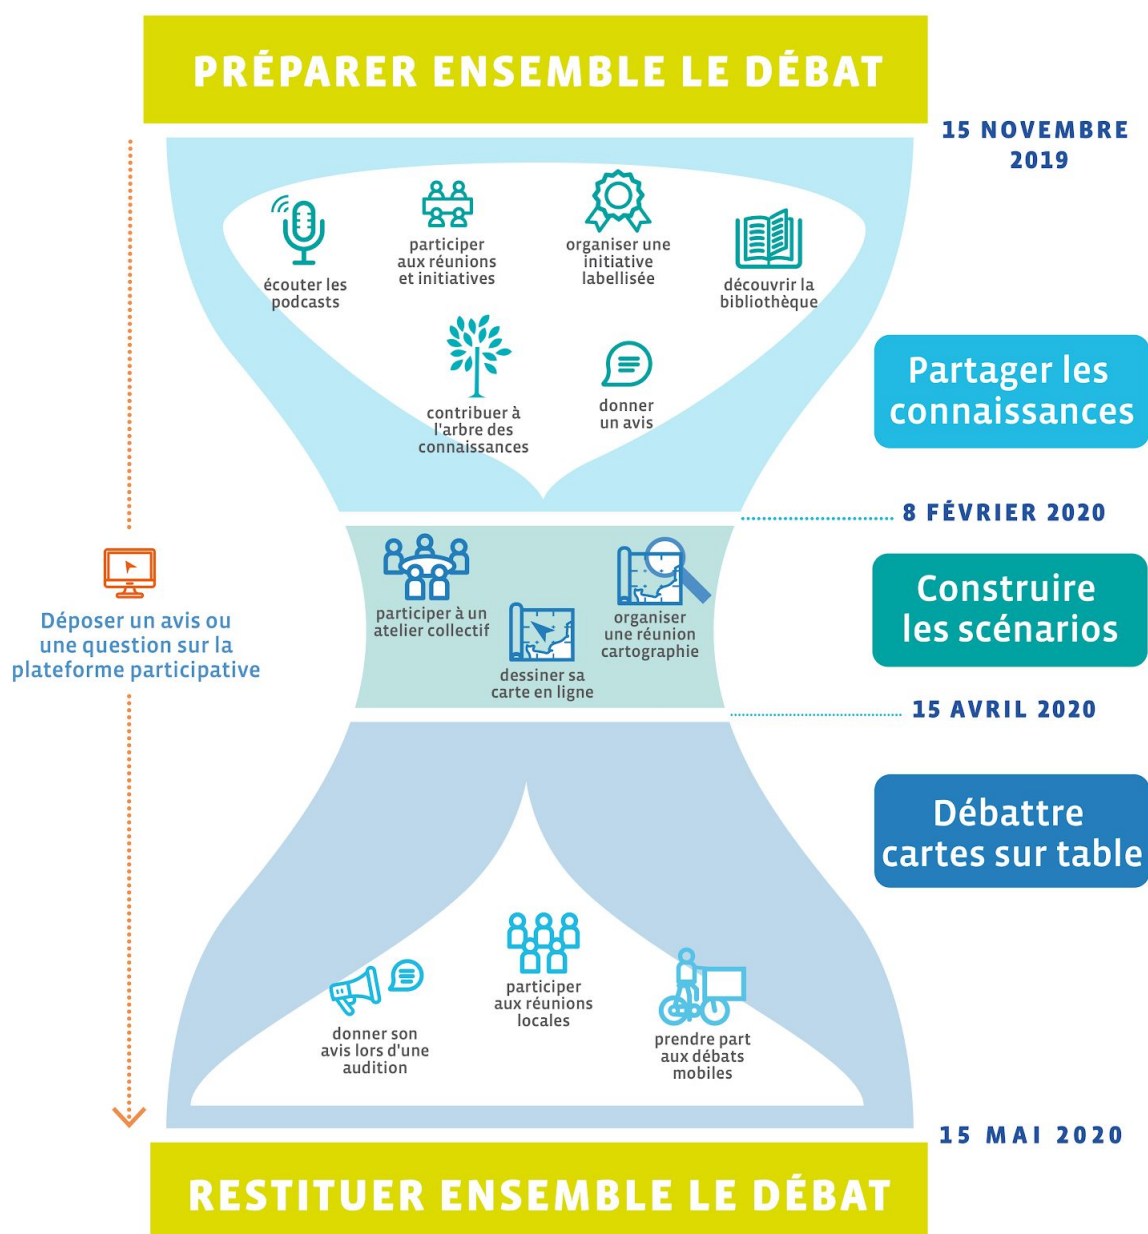 PRÉPARER ENSEMBLE LE DÉBAT
15 NOVEMBRE
2019
écouter les
podcasts
participer
aux réunions
et initiatives
organiser une
initiative
labellisée
découvrir la
bibliothèque
contribuer à
l'arbre des
connaissances
donner
un avis
Partager les
connaissances
8 FÉVRIER 2020
participer à un
atelier collectif
dessiner sa
carte en ligne
organiser
une réunion
cartographie
Construire
les scénarios
Déposer un avis ou
une question sur la
plateforme participative
15 AVRIL 2020
Débattre
cartes sur table
donner son
avis lors d'une
audition
participer
aux réunions
locales
prendre part
aux débats
mobiles
15 MAI 2020
RESTITUER ENSEMBLE LE DÉBAT